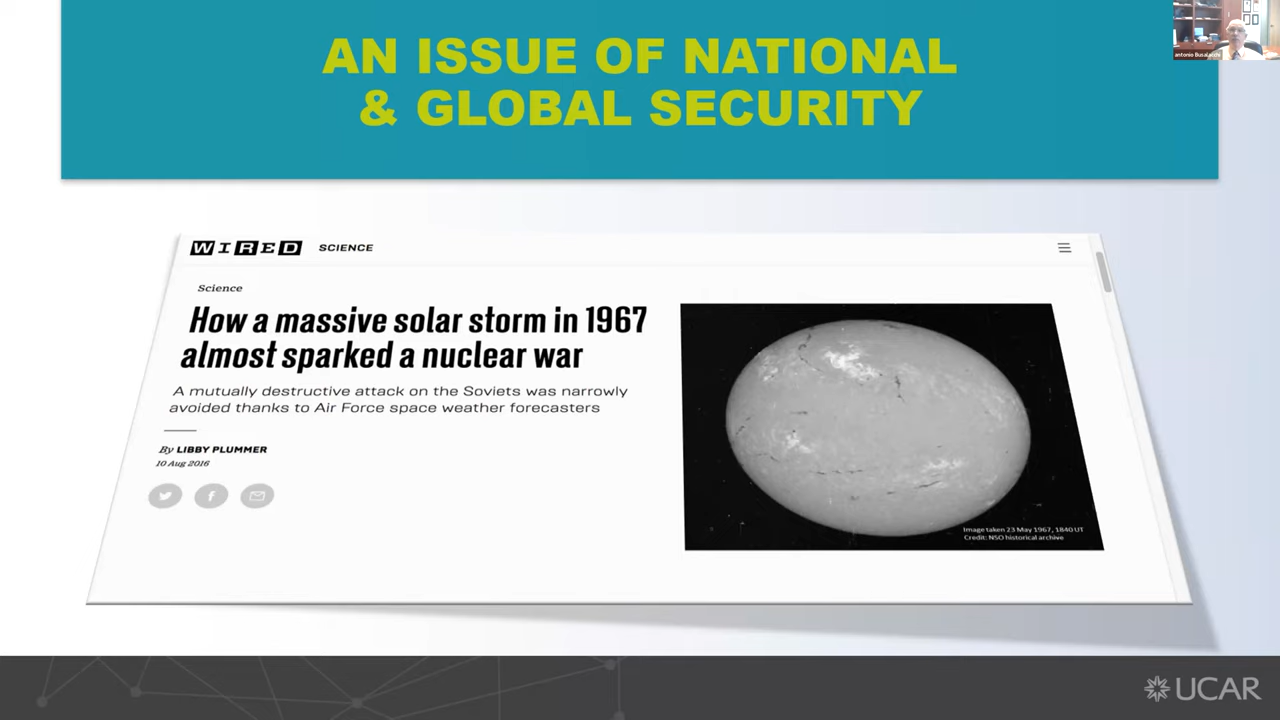 AN ISSUE OF NATIONAL
& GLOBAL SECURITY
antonio Busalacchi
WIRED SCIENCE
Science
How a massive solar storm in 1967
almost sparked a nuclear war
A mutually destructive attack on the Soviets was narrowly
avoided thanks to Air Force space weather forecasters
By LIBBY PLUMMER
10 Aug 2016
Image taken 23 May 1967, 1840 UT
Credit: NSO historical archive
UCAR